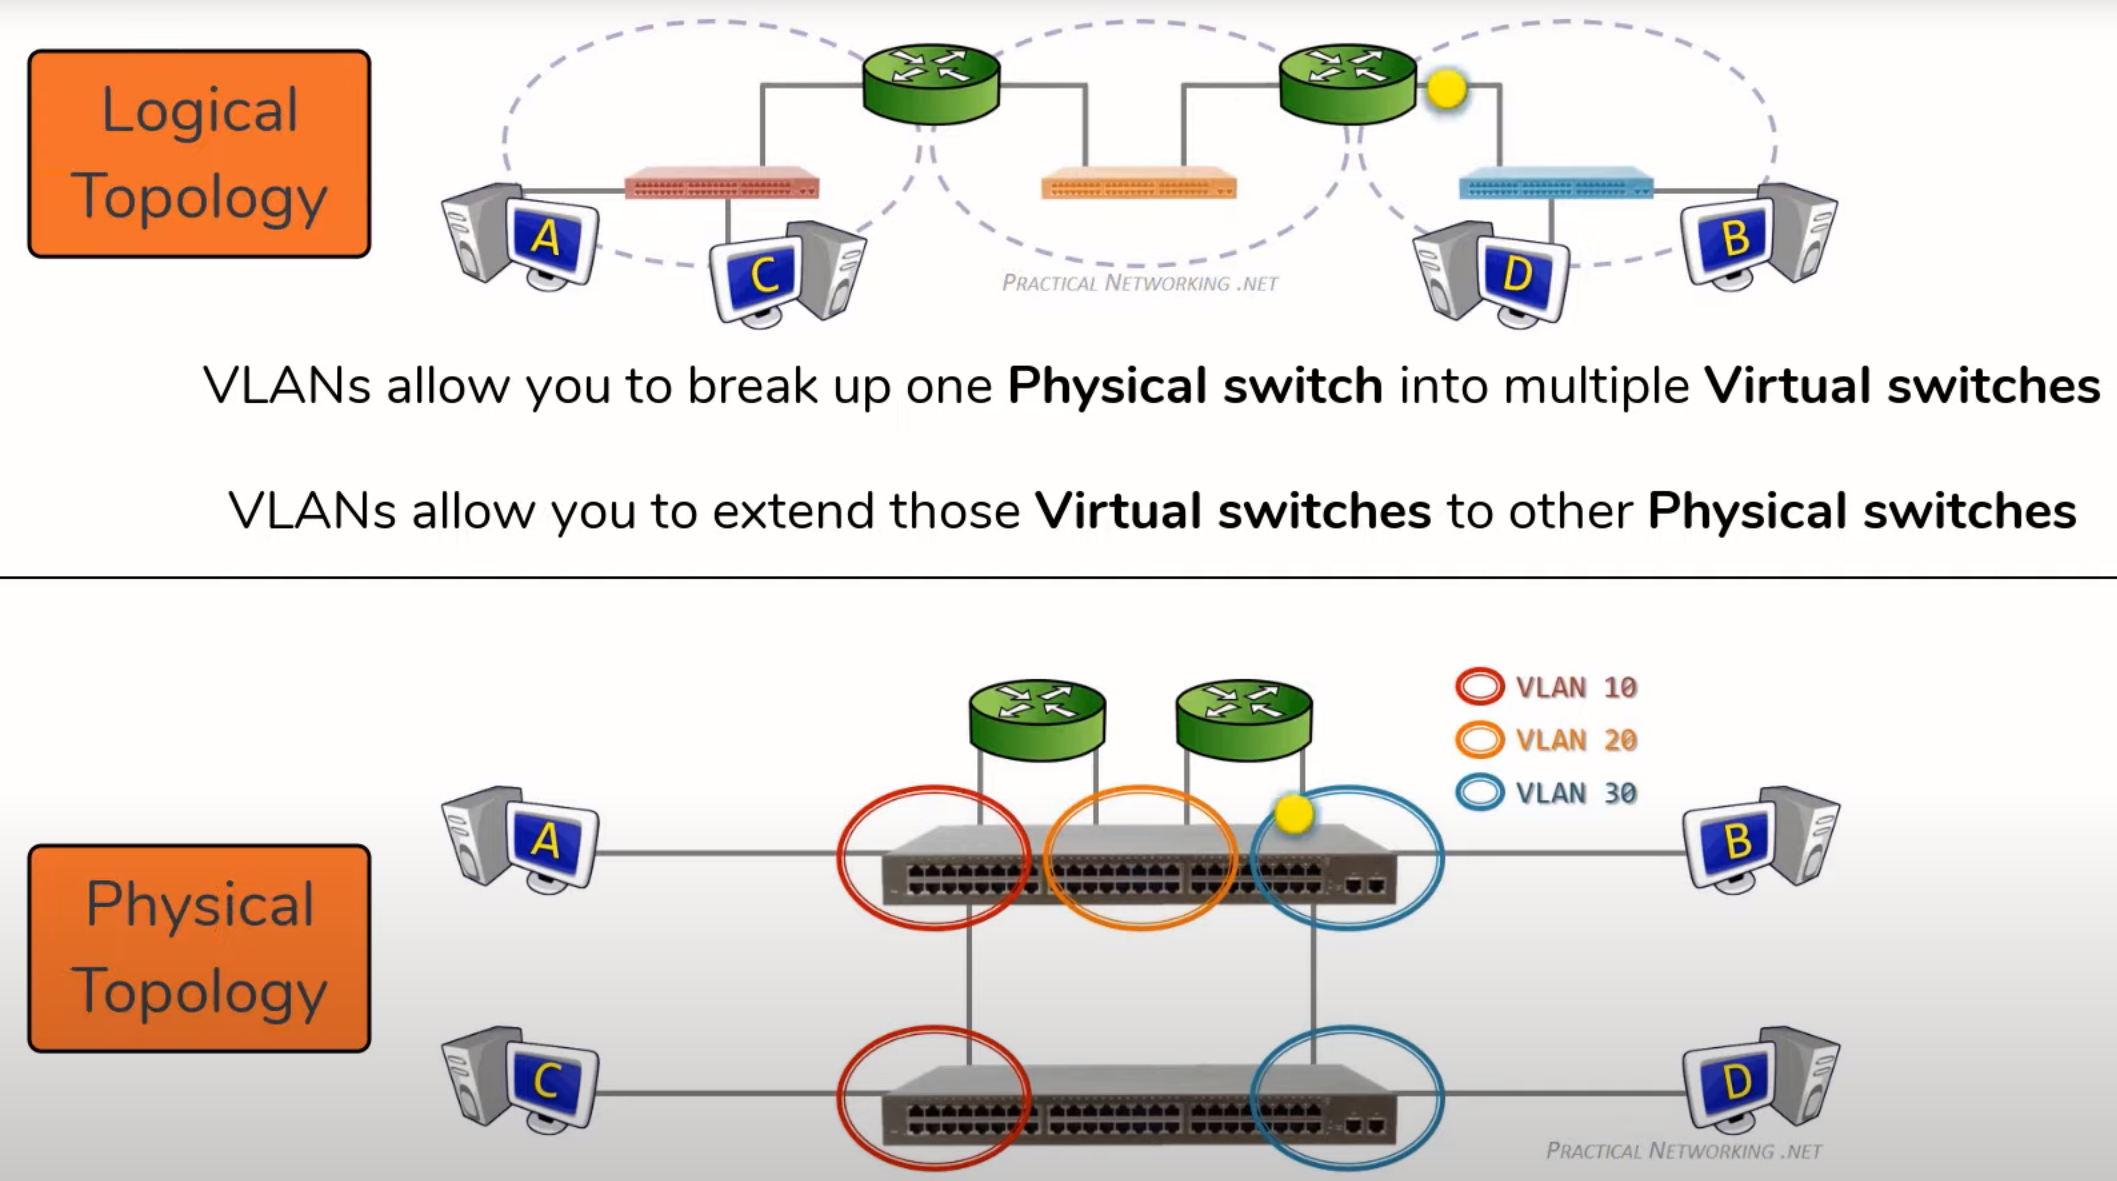 Logical
Topology
A
C
D
B
PRACTICAL NETWORKING .NET
VLANs allow you to break up one Physical switch into multiple Virtual switches
VLANs allow you to extend those Virtual switches to other Physical switches
VLAN 10
VLAN 20
VLAN 30
A
B
Physical
Topology
C
D
PRACTICAL NETWORKING .NET